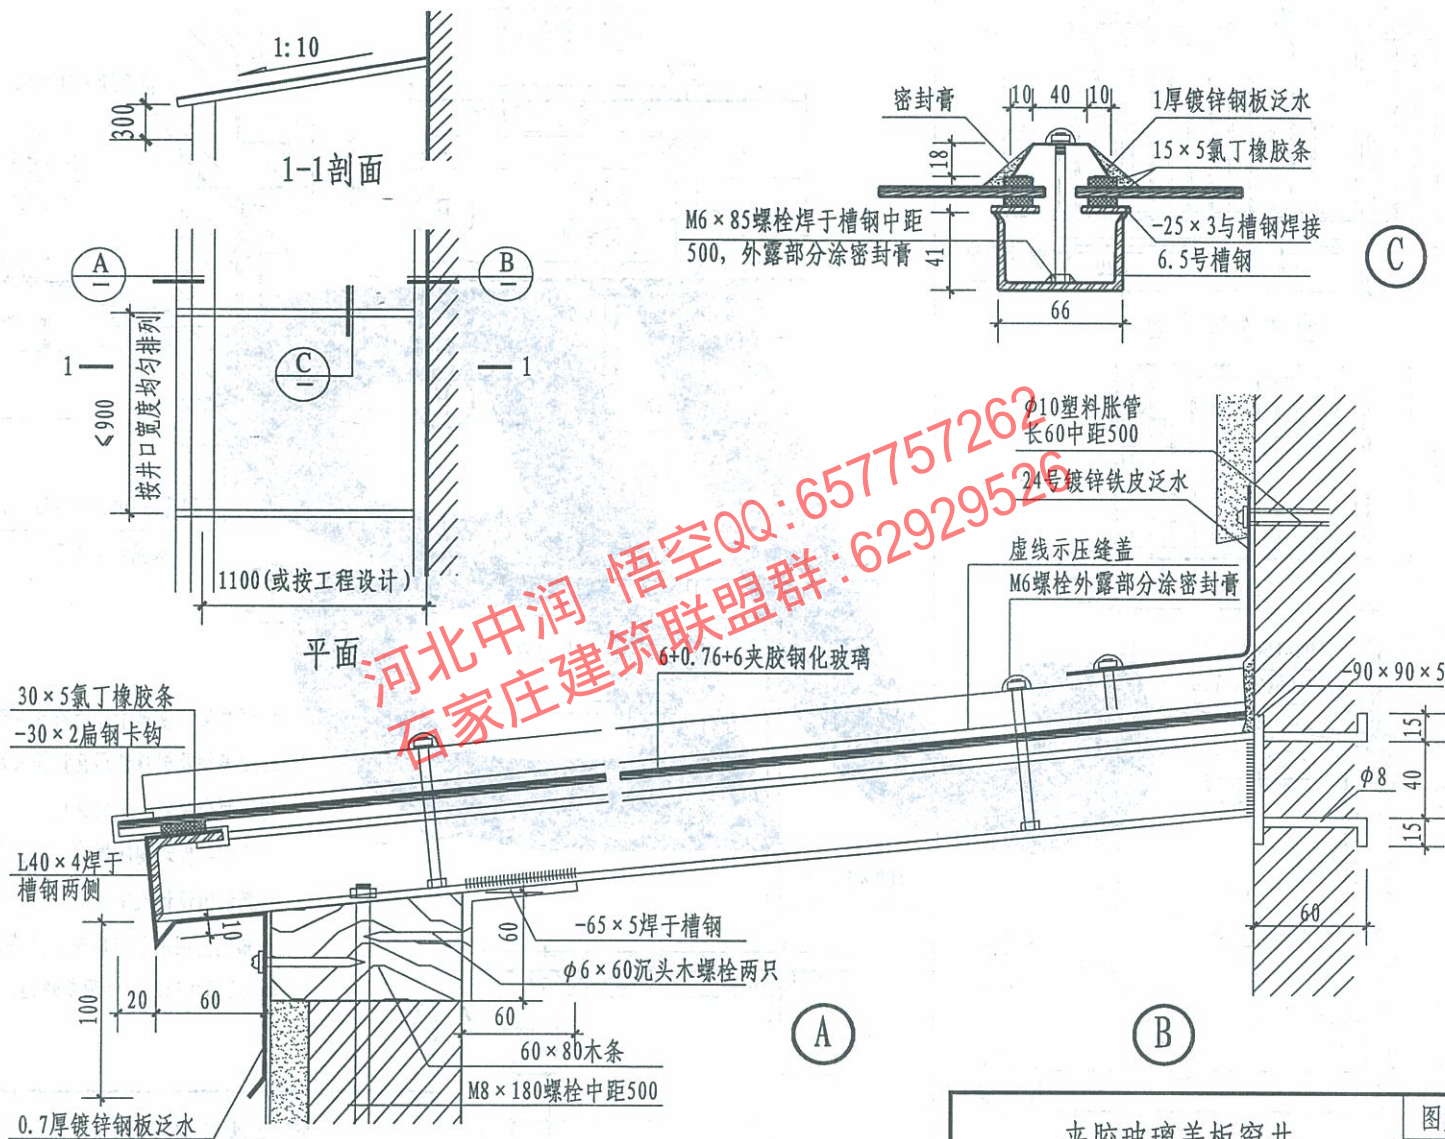 1:10
300
1-1剖面
A
B
1
1
C
≤900
按井口宽度均匀排列
1100(或按工程设计)
平面
密封膏
10
40
10
1厚镀锌钢板泛水
15×5氯丁橡胶条
18
M6×85螺栓焊于槽钢中距
500，外露部分涂密封膏
41
-25×3与槽钢焊接
6.5号槽钢
66
C
φ10塑料胀管
长60中距500
24号镀锌铁皮泛水
虚线示压缝盖
M6螺栓外露部分涂密封膏
河北中润 悟空QQ:657757262
石家庄建筑联盟群:62929526
6+0.76+6夹胶钢化玻璃
30×5氯丁橡胶条
-30×2扁钢卡钩
L40×4焊于
槽钢两侧
-90×90×5
15
40
15
φ8
60
10
100
20
60
60
60
-65×5焊于槽钢
φ6×60沉头木螺栓两只
60×80木条
M8×180螺栓中距500
0.7厚镀锌钢板泛水
A
B
夹胶玻璃盖板窗井
图